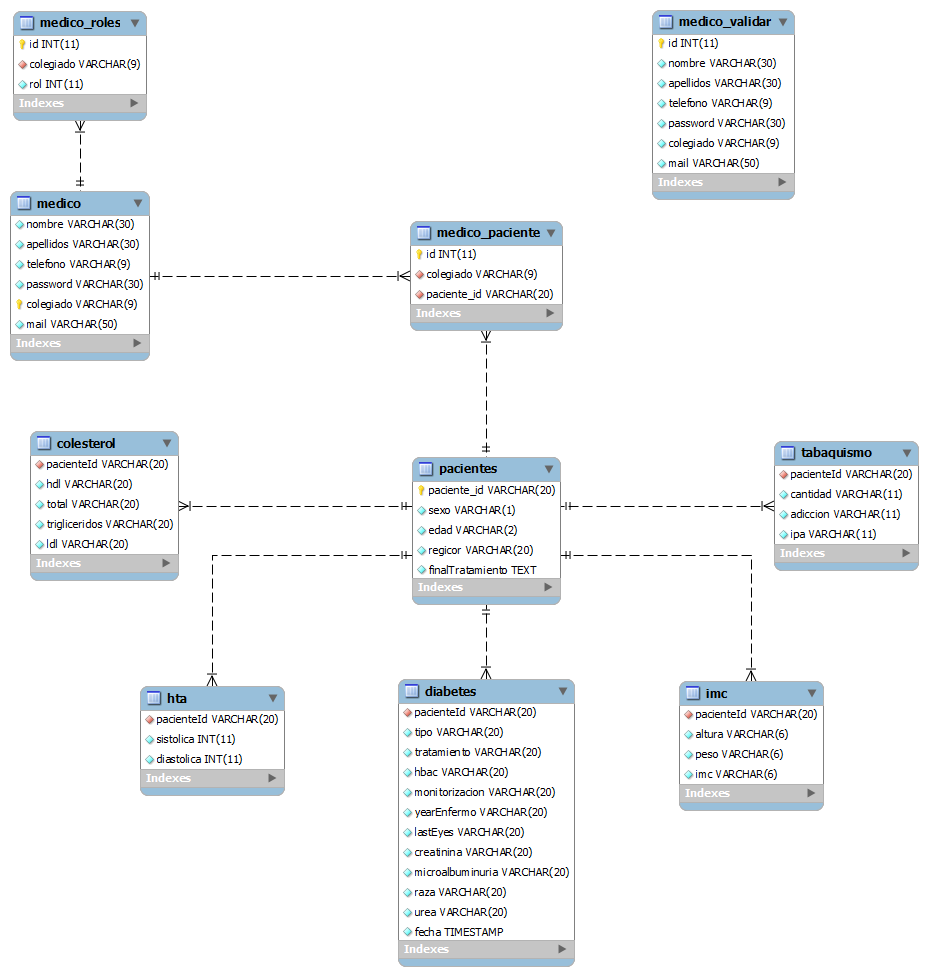 medico_roles
id INT(11)
colegiado VARCHAR(9)
rol INT(11)
Indexes
medico_validar
id INT(11)
nombre VARCHAR(30)
apellidos VARCHAR(30)
telefono VARCHAR(9)
password VARCHAR(30)
colegiado VARCHAR(9)
mail VARCHAR(50)
Indexes
medico
nombre VARCHAR(30)
apellidos VARCHAR(30)
telefono VARCHAR(9)
password VARCHAR(30)
colegiado VARCHAR(9)
mail VARCHAR(50)
Indexes
medico_paciente
id INT(11)
colegiado VARCHAR(9)
paciente_id VARCHAR(20)
Indexes
colesterol
pacienteId VARCHAR(20)
hdl VARCHAR(20)
total VARCHAR(20)
trigliceridos VARCHAR(20)
ldl VARCHAR(20)
Indexes
pacientes
paciente_id VARCHAR(20)
sexo VARCHAR(1)
edad VARCHAR(2)
regicor VARCHAR(20)
finalTratamiento TEXT
Indexes
tabaquismo
pacienteId VARCHAR(20)
cantidad VARCHAR(11)
adiccion VARCHAR(11)
ipa VARCHAR(11)
Indexes
hta
pacienteId VARCHAR(20)
sistolica INT(11)
diastolica INT(11)
Indexes
diabetes
pacienteId VARCHAR(20)
tipo VARCHAR(20)
tratamiento VARCHAR(20)
hbac VARCHAR(20)
monitorizacion VARCHAR(20)
yearEnfermo VARCHAR(20)
lastEyes VARCHAR(20)
creatinina VARCHAR(20)
microalbuminuria VARCHAR(20)
raza VARCHAR(20)
urea VARCHAR(20)
fecha TIMESTAMP
Indexes
imc
pacienteId VARCHAR(20)
altura VARCHAR(6)
peso VARCHAR(6)
imc VARCHAR(6)
Indexes